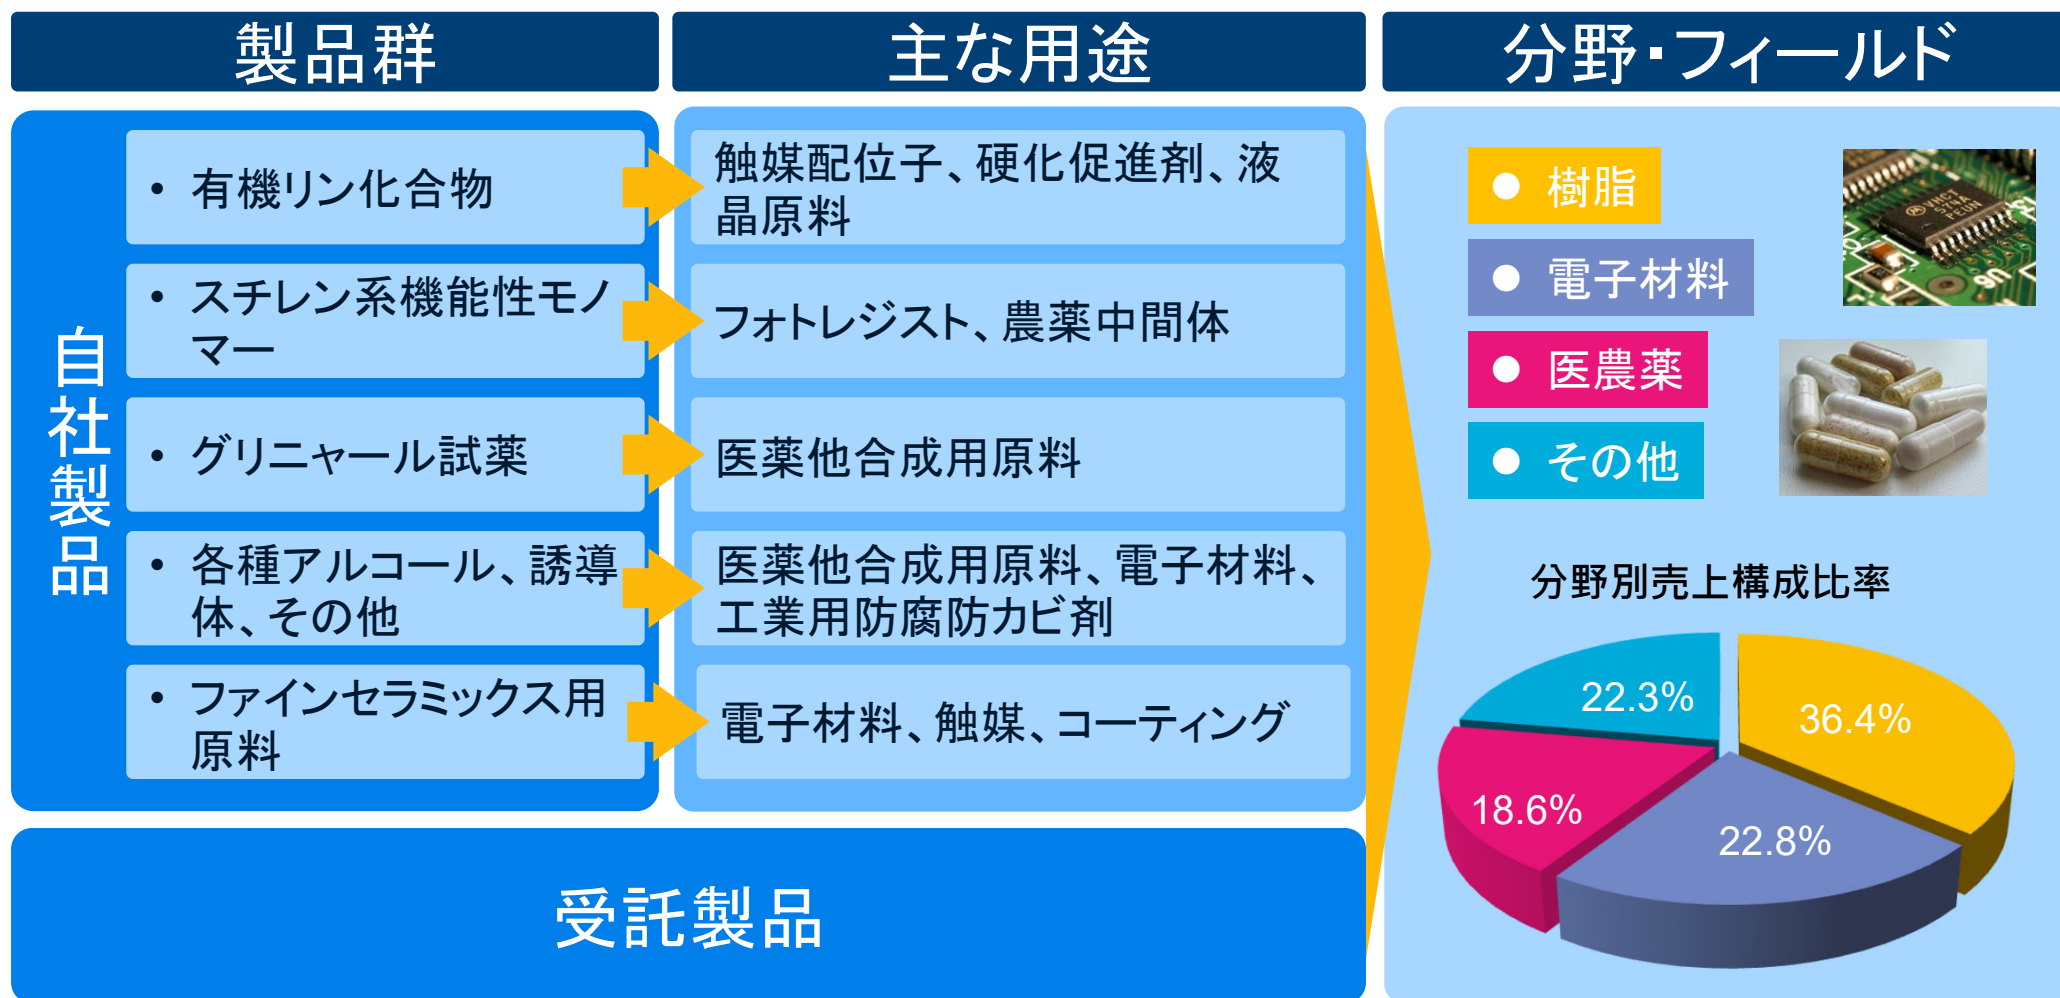 製品群
主な用途
分野・フィールド
自社製品
• 有機リン化合物
触媒配位子、硬化促進剤、液
晶原料
• スチレン系機能性モノ
マー
フォトレジスト、農薬中間体
• グリニャール試薬
医薬他合成用原料
• 各種アルコール、誘導
体、その他
医薬他合成用原料、電子材料、
工業用防腐防カビ剤
• ファインセラミックス用
原料
電子材料、触媒、コーティング
受託製品
● 樹脂
● 電子材料
● 医農薬
● その他
VHCT
574A
U6
分野別売上構成比率
22.3%
36.4%
18.6%
22.8%